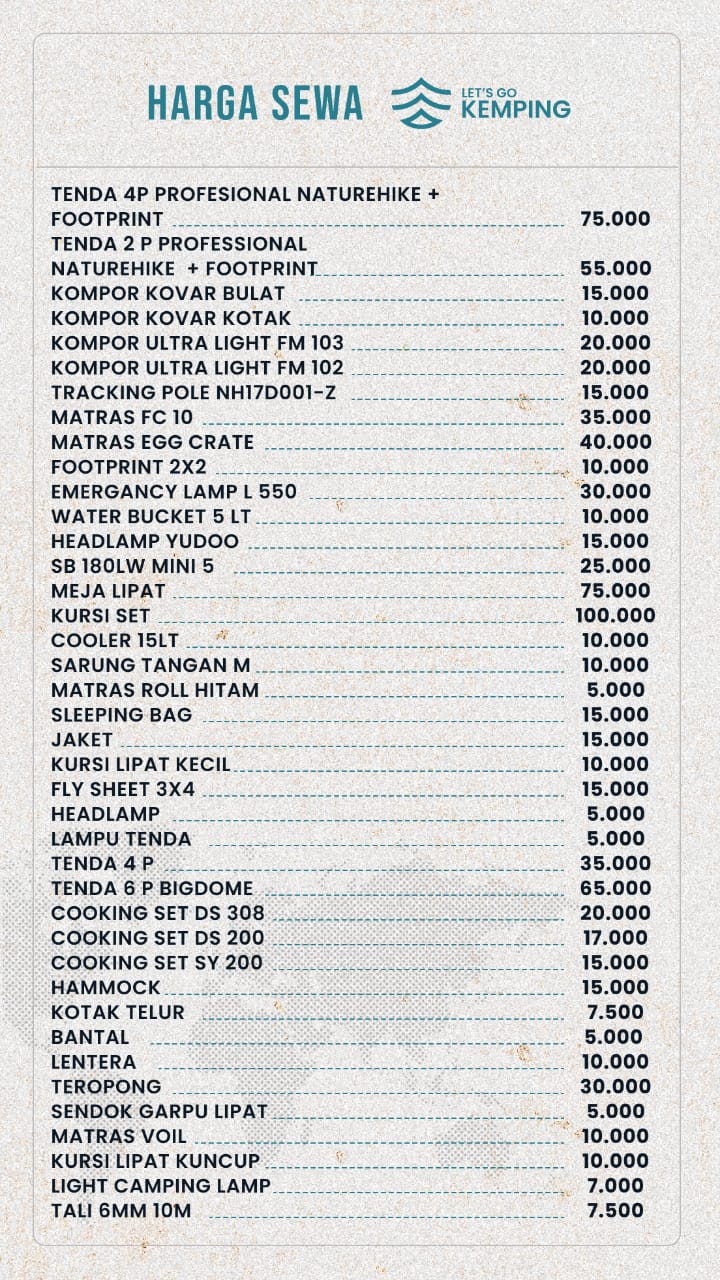 HARGA SEWA
LET'S GO
KEMPING
TENDA 4P PROFESIONAL NATUREHIKE +
FOOTPRINT 75.000
TENDA 2 P PROFESSIONAL
NATUREHIKE + FOOTPRINT 55.000
KOMPOR KOVAR BULAT 15.000
KOMPOR KOVAR KOTAK 10.000
KOMPOR ULTRA LIGHT FM 103 20.000
KOMPOR ULTRA LIGHT FM 102 20.000
TRACKING POLE NH17D001-Z 15.000
MATRAS FC 10 35.000
MATRAS EGG CRATE 40.000
FOOTPRINT 2X2 10.000
EMERGANCY LAMP L 550 30.000
WATER BUCKET 5 LT 10.000
HEADLAMP YUDOO 15.000
SB 180LW MINI 5 25.000
MEJA LIPAT 75.000
KURSI SET 100.000
COOLER 15LT 10.000
SARUNG TANGAN M 10.000
MATRAS ROLL HITAM 5.000
SLEEPING BAG 15.000
JAKET 15.000
KURSI LIPAT KECIL 10.000
FLY SHEET 3X4 15.000
HEADLAMP 5.000
LAMPU TENDA 5.000
TENDA 4 P 35.000
TENDA 6 P BIGDOME 65.000
COOKING SET DS 308 20.000
COOKING SET DS 200 17.000
COOKING SET SY 200 15.000
HAMMOCK 15.000
KOTAK TELUR 7.500
BANTAL 5.000
LENTERA 10.000
TEROPONG 30.000
SENDOK GARPU LIPAT 5.000
MATRAS VOIL 10.000
KURSI LIPAT KUNCUP 10.000
LIGHT CAMPING LAMP 7.000
TALI 6MM 10M 7.500